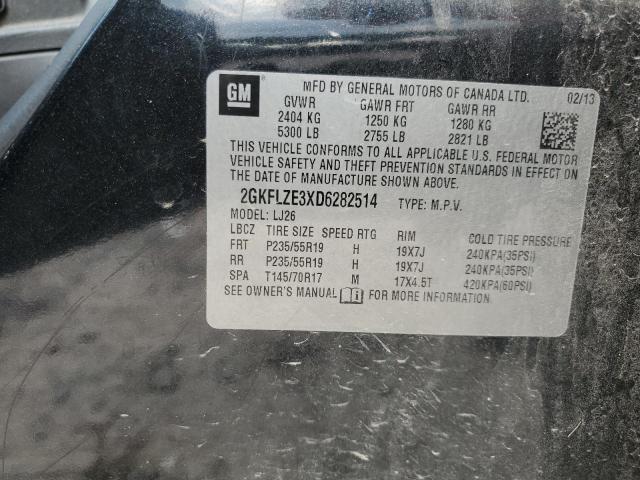 GM
MFD BY GENERAL MOTORS OF CANADA LTD. 02/13
GVWR GAWR FRT GAWR RR
2404 KG 1250 KG 1280 KG
5300 LB 2755 LB 2821 LB
THIS VEHICLE CONFORMS TO ALL APPLICABLE U.S. FEDERAL MOTOR
VEHICLE SAFETY AND THEFT PREVENTION STANDARDS IN EFFECT ON
THE DATE OF MANUFACTURE SHOWN ABOVE.
2GKFLZE3XD6282514 TYPE: M.P.V.
MODEL: LJ26
LBCZ TIRE SIZE SPEED RTG RIM COLD TIRE PRESSURE
FRT P235/55R19 H 19X7J 240KPA(35PSI)
RR P235/55R19 H 19X7J 240KPA(35PSI)
SPA T145/70R17 M 17X4.5T 420KPA(60PSI)
SEE OWNER'S MANUAL FOR MORE INFORMATION.